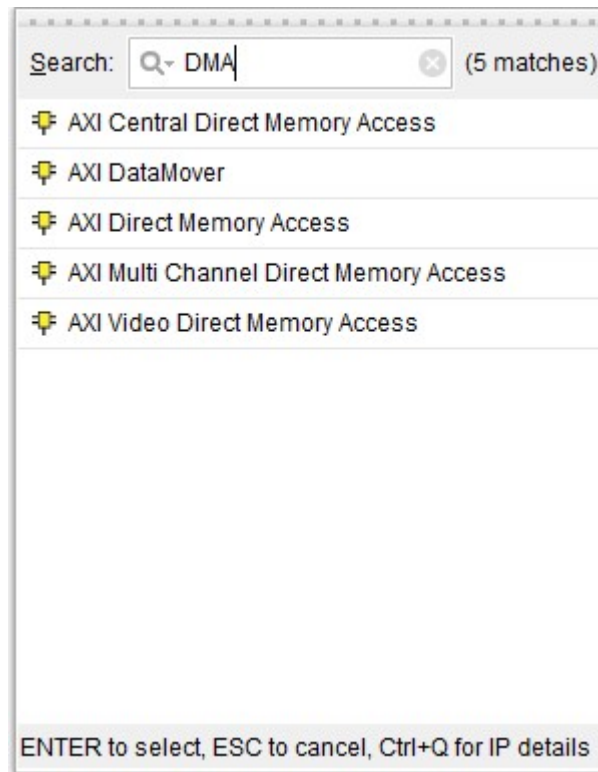 Search: DMA (5 matches)
AXI Central Direct Memory Access
AXI DataMover
AXI Direct Memory Access
AXI Multi Channel Direct Memory Access
AXI Video Direct Memory Access
ENTER to select, ESC to cancel, Ctrl+Q for IP details